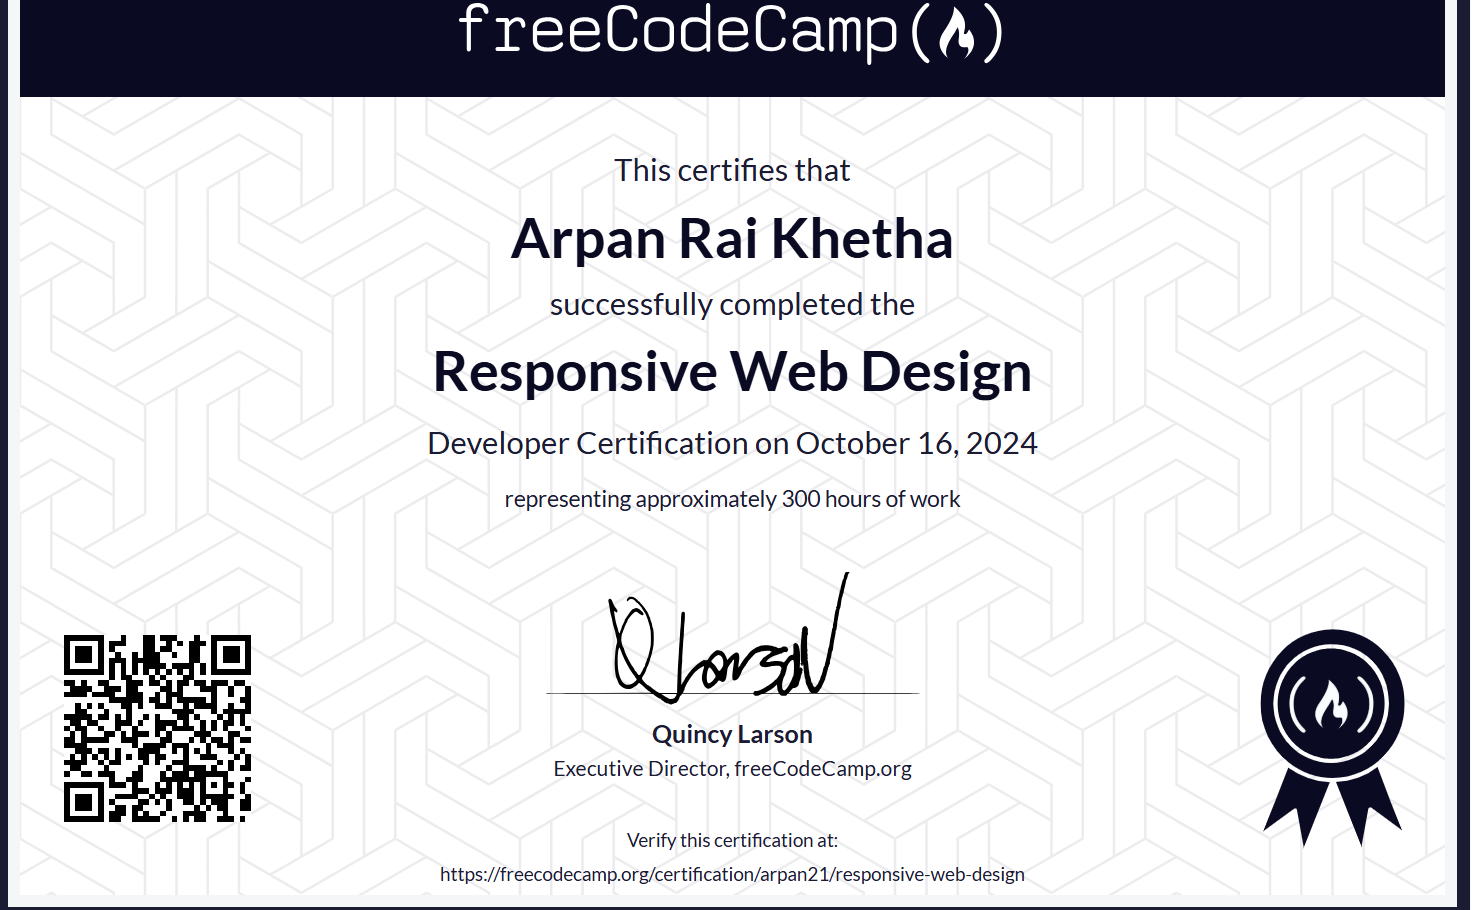 freeCodeCamp
This certifies that
Arpan Rai Khetha
successfully completed the
Responsive Web Design
Developer Certification on October 16, 2024
representing approximately 300 hours of work
Q Larson
Quincy Larson
Executive Director, freeCodeCamp.org
Verify this certification at:
https://freecodecamp.org/certification/arpan21/responsive-web-design